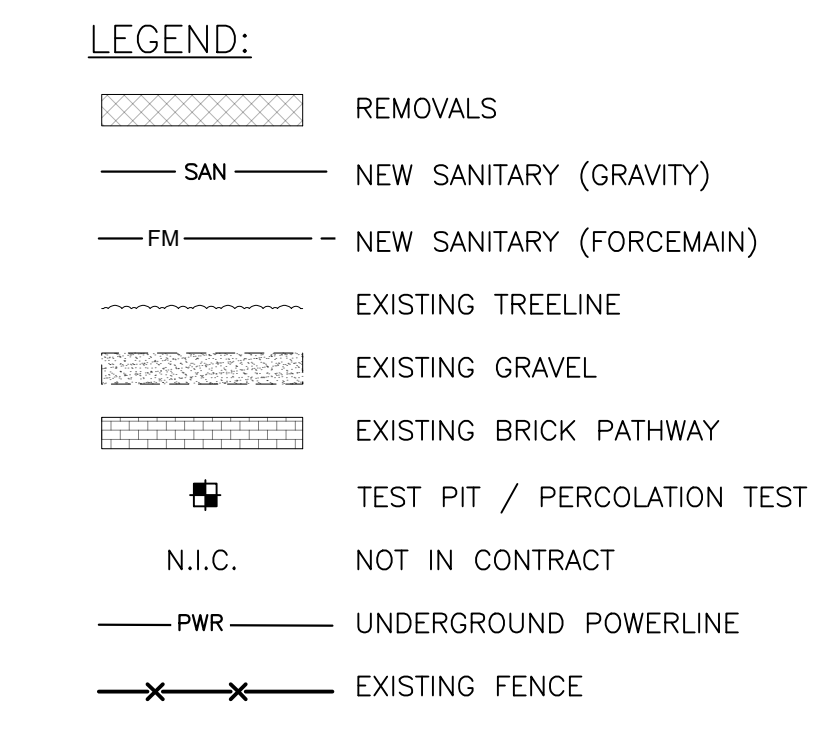 LEGEND:
REMOVALS
SAN NEW SANITARY (GRAVITY)
FM NEW SANITARY (FORCEMAIN)
EXISTING TREELINE
EXISTING GRAVEL
EXISTING BRICK PATHWAY
TEST PIT / PERCOLATION TEST
N.I.C. NOT IN CONTRACT
PWR UNDERGROUND POWERLINE
EXISTING FENCE